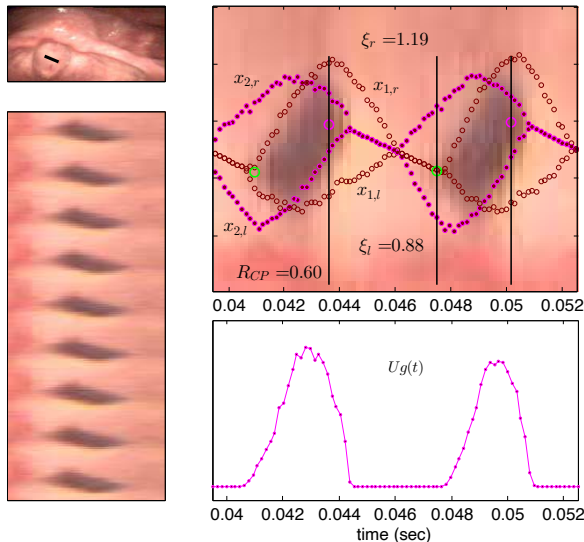 ξr = 1.19
x2,r
x1,r
x1,l
x2,l
ξl = 0.88
RCP = 0.60
0.04 0.042 0.044 0.046 0.048 0.05 0.052
Ug(t)
0.04 0.042 0.044 0.046 0.048 0.05 0.052
time (sec)